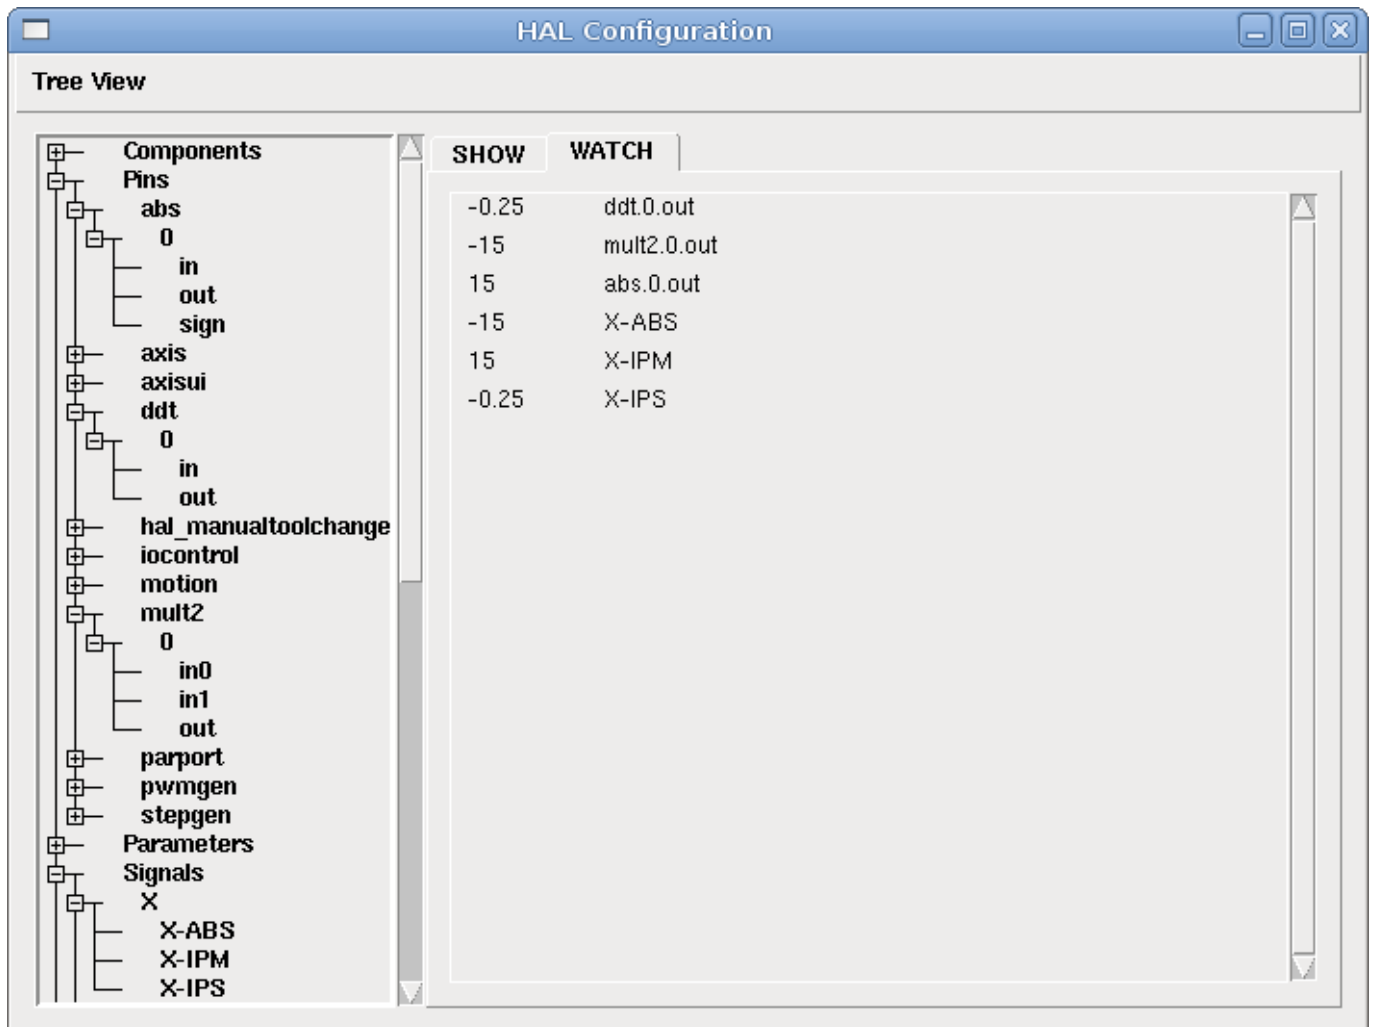 HAL Configuration
Tree View
Components
Pins
abs
0
in
out
sign
axis
axisui
ddt
0
in
out
hal_manualtoolchange
iocontrol
motion
mult2
0
in0
in1
out
parport
pwmgen
stepgen
Parameters
Signals
X
X-ABS
X-IPM
X-IPS
SHOW WATCH
-0.25 ddt.0.out
-15 mult2.0.out
15 abs.0.out
-15 X-ABS
15 X-IPM
-0.25 X-IPS